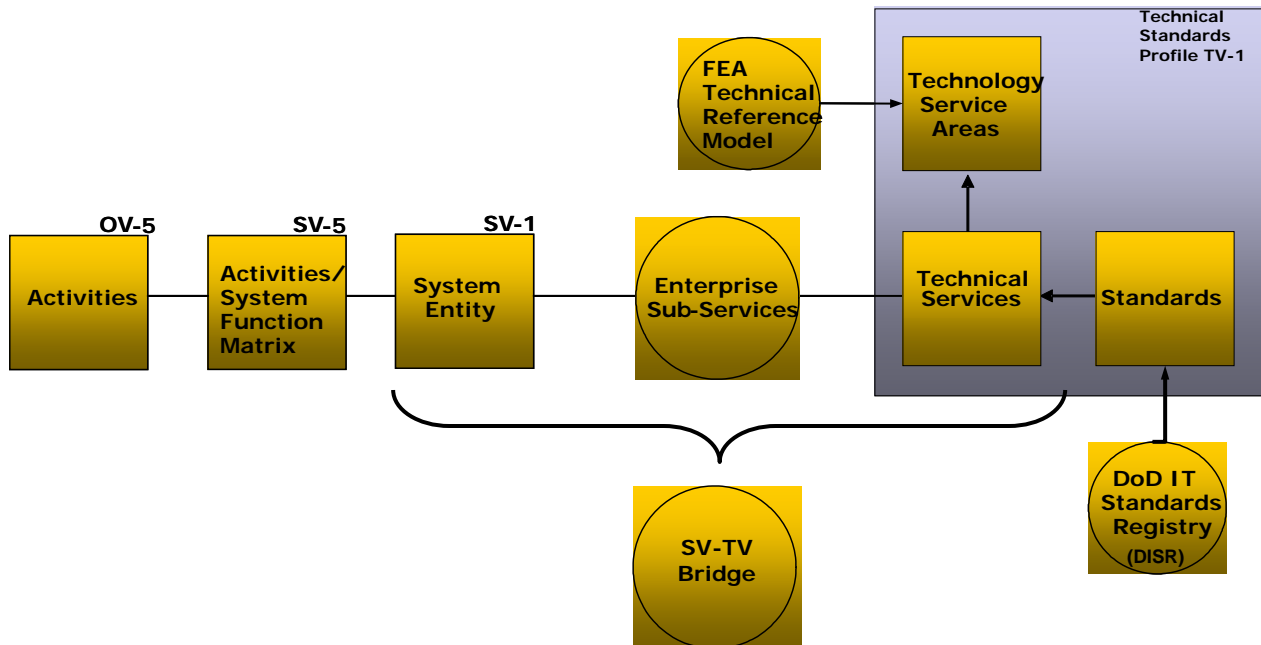 Technical
Standards
Profile TV-1
FEA
Technical
Reference
Model
Technology
Service
Areas
OV-5
SV-5
SV-1
Activities
Activities/
System
Function
Matrix
System
Entity
Enterprise
Sub-Services
Technical
Services
Standards
SV-TV
Bridge
DoD IT
Standards
Registry
(DISR)